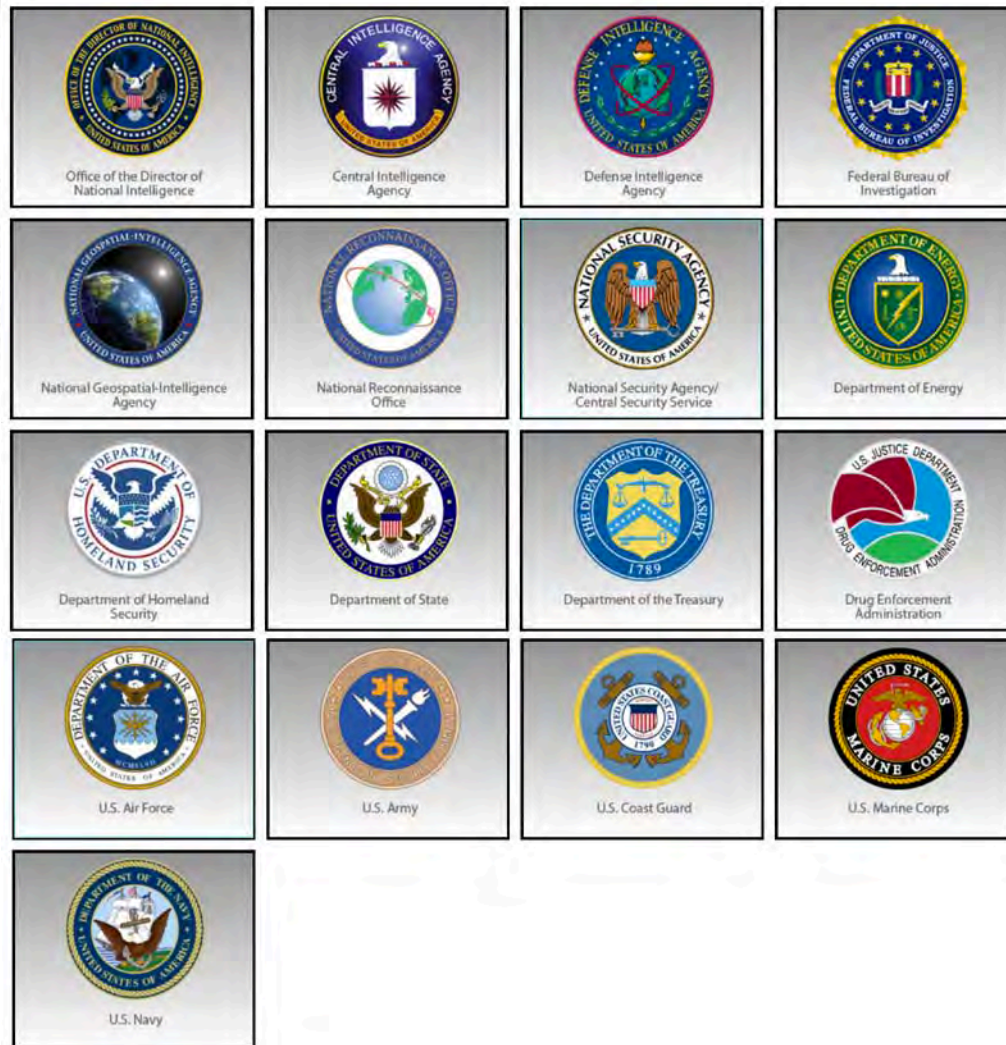 OFFICE OF THE DIRECTOR OF NATIONAL INTELLIGENCE
UNITED STATES OF AMERICA
Office of the Director of
National Intelligence
CENTRAL INTELLIGENCE AGENCY
UNITED STATES OF AMERICA
Central Intelligence
Agency
DEFENSE INTELLIGENCE AGENCY
UNITED STATES OF AMERICA
Defense Intelligence
Agency
DEPARTMENT OF JUSTICE
FEDERAL BUREAU OF INVESTIGATION
Federal Bureau of
Investigation
NATIONAL GEOSPATIAL-INTELLIGENCE AGENCY
UNITED STATES OF AMERICA
National Geospatial-Intelligence
Agency
NATIONAL RECONNAISSANCE OFFICE
UNITED STATES OF AMERICA
National Reconnaissance
Office
NATIONAL SECURITY AGENCY
UNITED STATES OF AMERICA
National Security Agency/
Central Security Service
DEPARTMENT OF ENERGY
UNITED STATES OF AMERICA
Department of Energy
U.S. DEPARTMENT OF
HOMELAND SECURITY
Department of Homeland
Security
DEPARTMENT OF STATE
UNITED STATES OF AMERICA
Department of State
THE DEPARTMENT OF THE TREASURY
1789
Department of the Treasury
U.S. JUSTICE DEPARTMENT
DRUG ENFORCEMENT ADMINISTRATION
Drug Enforcement
Administration
DEPARTMENT OF THE AIR FORCE
MCMXLVII
UNITED STATES OF AMERICA
U.S. Air Force
U.S. Army
UNITED STATES COAST GUARD
1790
U.S. Coast Guard
UNITED STATES
MARINE CORPS
U.S. Marine Corps
DEPARTMENT OF THE NAVY
UNITED STATES OF AMERICA
U.S. Navy